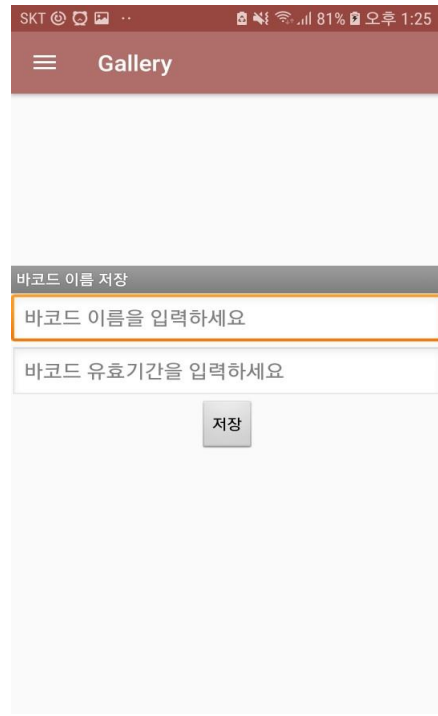 SKT 81% 오후 1:25
Gallery
바코드 이름 저장
바코드 이름을 입력하세요
바코드 유효기간을 입력하세요
저장